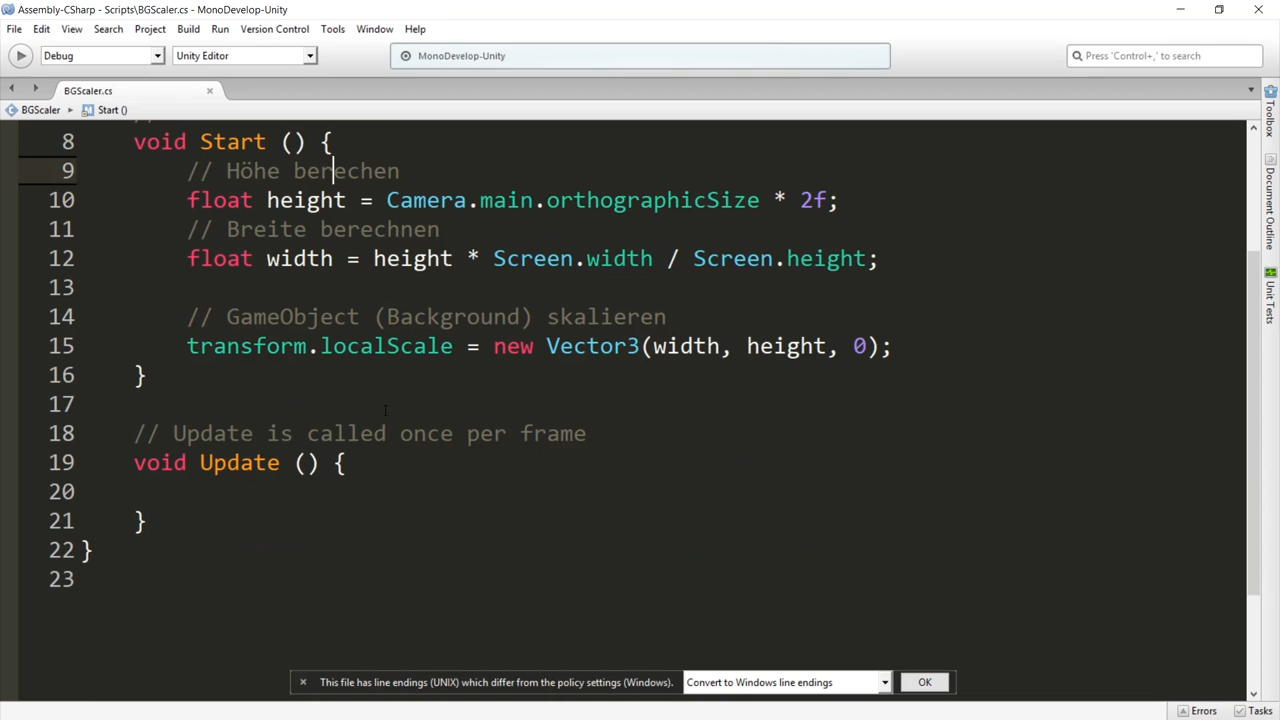 Assembly-CSharp - Scripts\BGScaler.cs - MonoDevelop-Unity
File Edit View Search Project Build Run Version Control Tools Window Help
Debug Unity Editor MonoDevelop-Unity Press 'Control+,' to search
BGScaler.cs
BGScaler Start ()
8 void Start () {
9 // Höhe berechen
10 float height = Camera.main.orthographicSize * 2f;
11 // Breite berechnen
12 float width = height * Screen.width / Screen.height;
13
14 // GameObject (Background) skalieren
15 transform.localScale = new Vector3(width, height, 0);
16 }
17
18 // Update is called once per frame
19 void Update () {
20
21 }
22 }
23
Toolbox
Document Outline
Unit Tests
This file has line endings (UNIX) which differ from the policy settings (Windows). Convert to Windows line endings OK
Errors Tasks